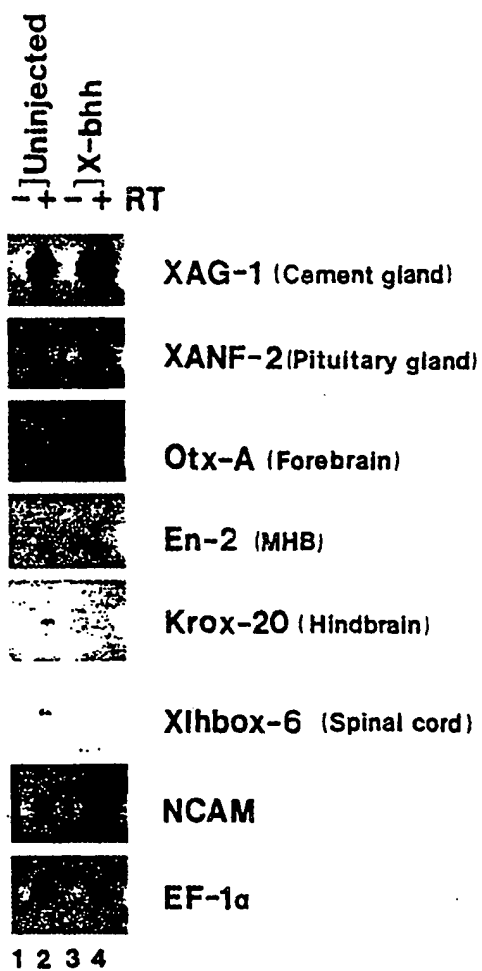 Uninjected
X-bhh
- + - + RT
XAG-1 (Cement gland)
XANF-2 (Pituitary gland)
Otx-A (Forebrain)
En-2 (MHB)
Krox-20 (Hindbrain)
Xlhbox-6 (Spinal cord)
NCAM
EF-1α
1 2 3 4